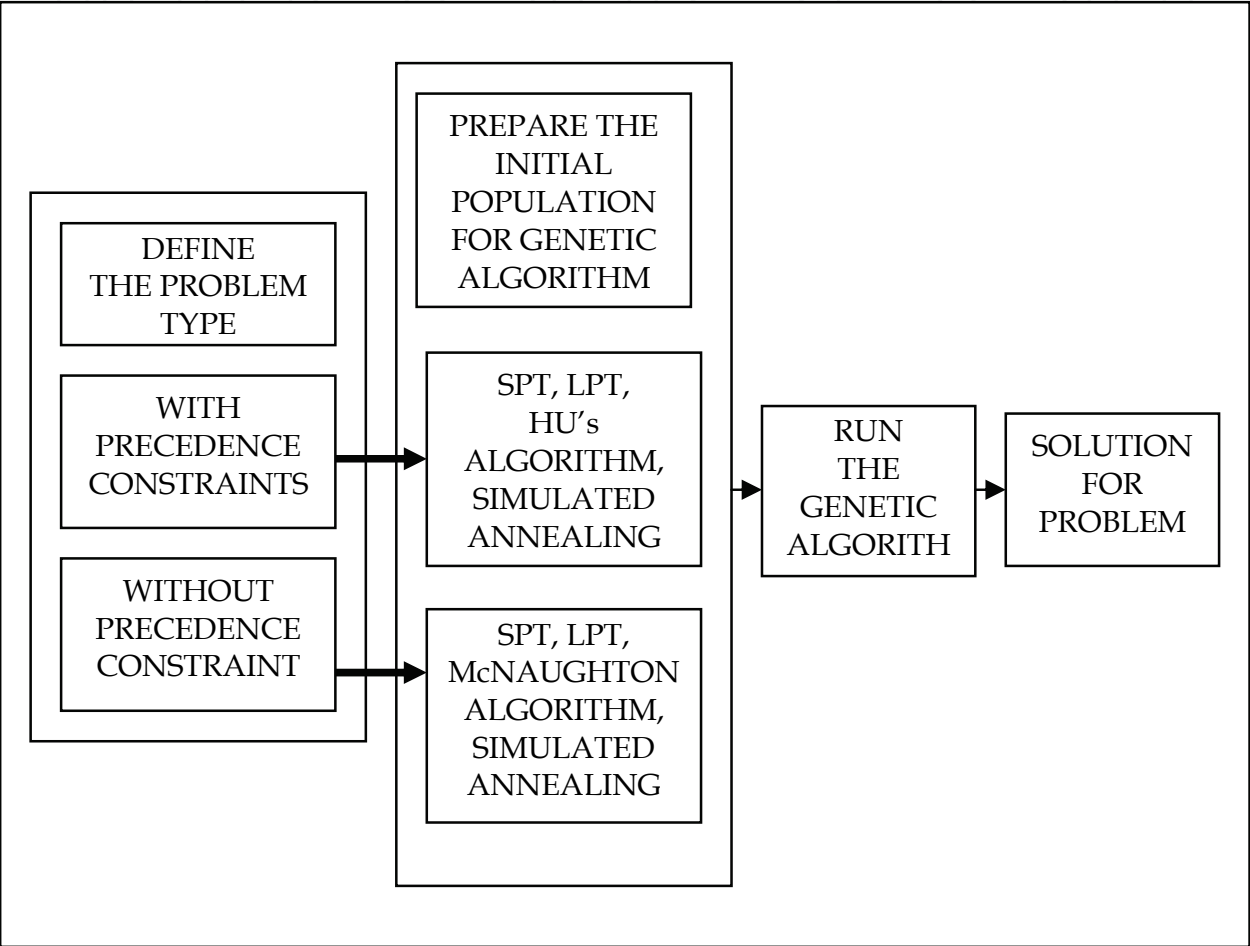 DEFINE
THE PROBLEM
TYPE
WITH
PRECEDENCE
CONSTRAINTS
WITHOUT
PRECEDENCE
CONSTRAINT
PREPARE THE
INITIAL
POPULATION
FOR GENETIC
ALGORITHM
SPT, LPT,
HU's
ALGORITHM,
SIMULATED
ANNEALING
SPT, LPT,
McNAUGHTON
ALGORITHM,
SIMULATED
ANNEALING
RUN
THE
GENETIC
ALGORITH
SOLUTION
FOR
PROBLEM